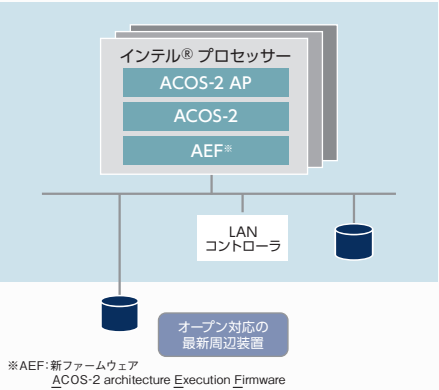 インテル® プロセッサー
ACOS-2 AP
ACOS-2
AEF※
LAN
コントローラ
オープン対応の
最新周辺装置
※AEF:新ファームウェア
ACOS-2 architecture Execution Firmware